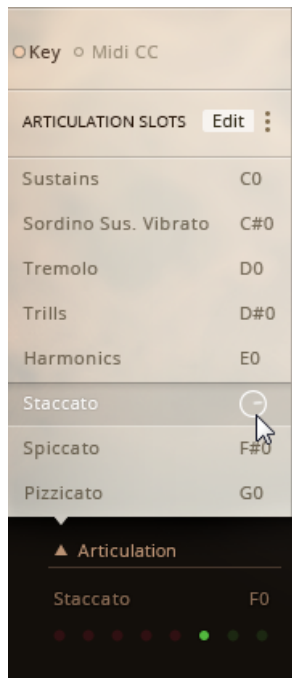 Key Midi CC
ARTICULATION SLOTS Edit
Sustains C0
Sordino Sus. Vibrato C#0
Tremolo D0
Trills D#0
Harmonics E0
Staccato
Spiccato F#0
Pizzicato G0
Articulation
Staccato F0